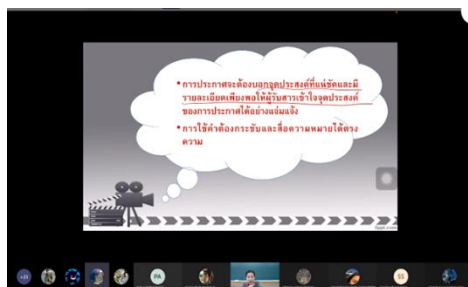 • การประกาศจะต้องบอกจุดประสงค์ที่แน่ชัดและมี
รายละเอียดเพียงพอให้ผู้รับสารเข้าใจจุดประสงค์
ของการประกาศได้อย่างแจ่มแจ้ง
• การใช้คำต้องกระชับและสื่อความหมายได้ตรง
ความ
fppt.com
PA
SS